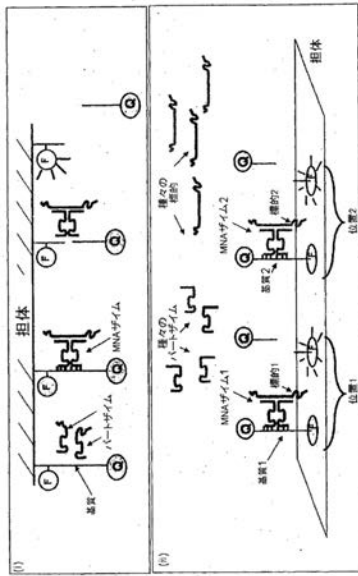 (i)
担体
F
F
F
F
Q
Q
Q
Q
基質
パートザイム
MNAザイム
(ii)
種々の
パートザイム
種々の
標的
MNAザイム1
標的1
基質1
Q
Q
F
F
位置1
MNAザイム2
標的2
基質2
Q
Q
F
F
位置2
担体